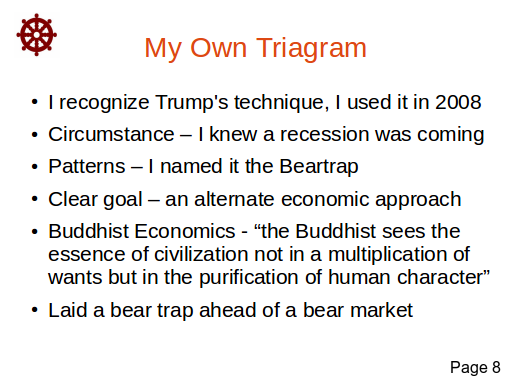 My Own Triagram
• I recognize Trump's technique, I used it in 2008
• Circumstance – I knew a recession was coming
• Patterns – I named it the Beartrap
• Clear goal – an alternate economic approach
• Buddhist Economics - “the Buddhist sees the
essence of civilization not in a multiplication of
wants but in the purification of human character”
• Laid a bear trap ahead of a bear market
Page 8